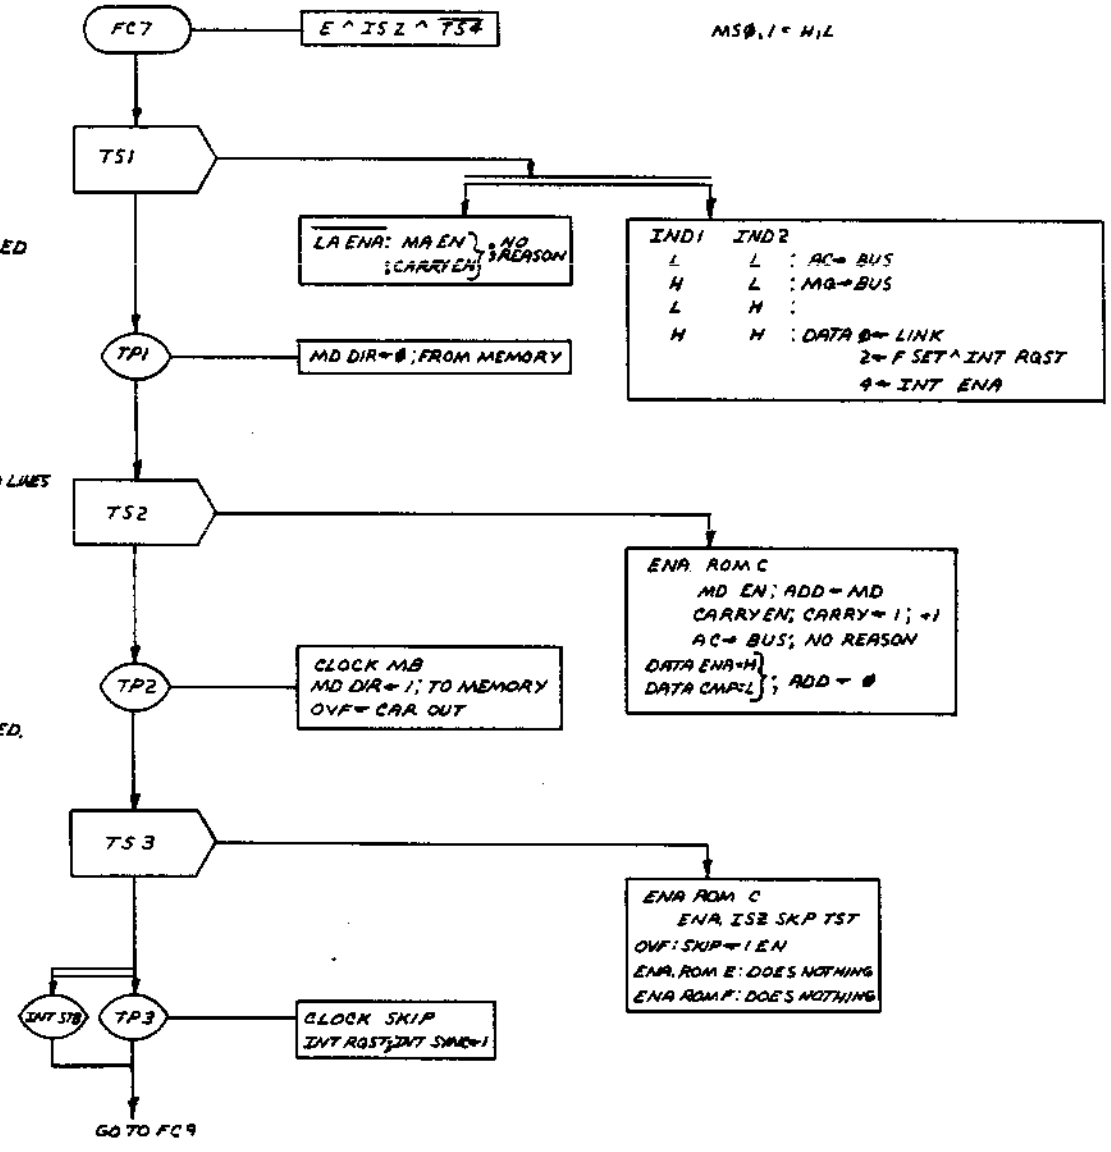 FC7
E ^ ISZ ^ TS4
MSØ,1 = H,L
TS1
LA ENA: MA EN } ; NO
; CARRY EN; REASON
IND1 IND2
L L : AC→ BUS
H L : MQ→BUS
L H :
H H : DATA Ø← LINK
2← F SET ^ INT RQST
4← INT ENA
ED
TP1
MD DIR←Ø; FROM MEMORY
LINES
TS2
ENA ROM C
MD EN; ADD ← MD
CARRY EN; CARRY ← 1; +1
AC→ BUS; NO REASON
DATA ENA=H
DATA CMP=L } ; ADD ← Ø
TP2
CLOCK MB
MD DIR←1; TO MEMORY
OVF← CAR OUT
ED.
TS3
ENA ROM C
ENA, ISZ SKP TST
OVF: SKIP←1 EN
ENA, ROM E: DOES NOTHING
ENA ROM F: DOES NOTHING
INT STB
TP3
CLOCK SKIP
INT RQST; INT SYNC←1
GO TO FC9